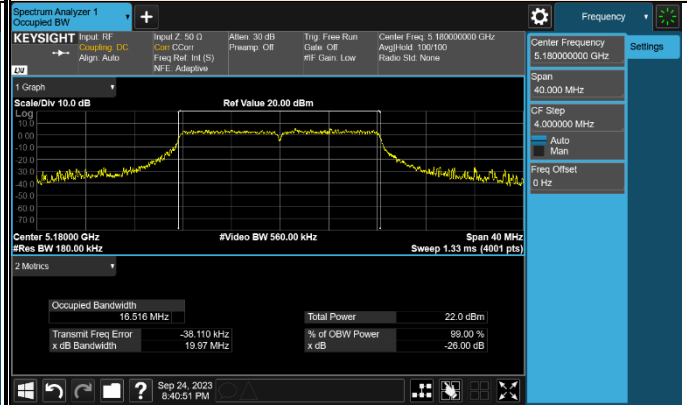 Spectrum Analyzer 1
Occupied BW
+
Frequency
KEYSIGHT
Input: RF
Coupling: DC
Align: Auto
Input Z: 50 Ω
Corr CCorr
Freq Ref: Int (S)
NFE: Adaptive
Atten: 30 dB
Preamp: Off
Trig: Free Run
Gate: Off
#IF Gain: Low
Center Freq: 5.180000000 GHz
Avg|Hold: 100/100
Radio Std: None
LXI
Center Frequency
5.180000000 GHz
Settings
Span
40.000 MHz
CF Step
4.000000 MHz
Auto
Man
Freq Offset
0 Hz
1 Graph
Scale/Div 10.0 dB
Ref Value 20.00 dBm
Log
10.0
0.00
-10.0
-20.0
-30.0
-40.0
-50.0
-60.0
-70.0
Center 5.18000 GHz
#Video BW 560.00 kHz
Span 40 MHz
#Res BW 180.00 kHz
Sweep 1.33 ms (4001 pts)
2 Metrics
Occupied Bandwidth
16.516 MHz
Total Power
22.0 dBm
Transmit Freq Error
-38.110 kHz
% of OBW Power
99.00 %
x dB Bandwidth
19.97 MHz
x dB
-26.00 dB
?
Sep 24, 2023
8:40:51 PM